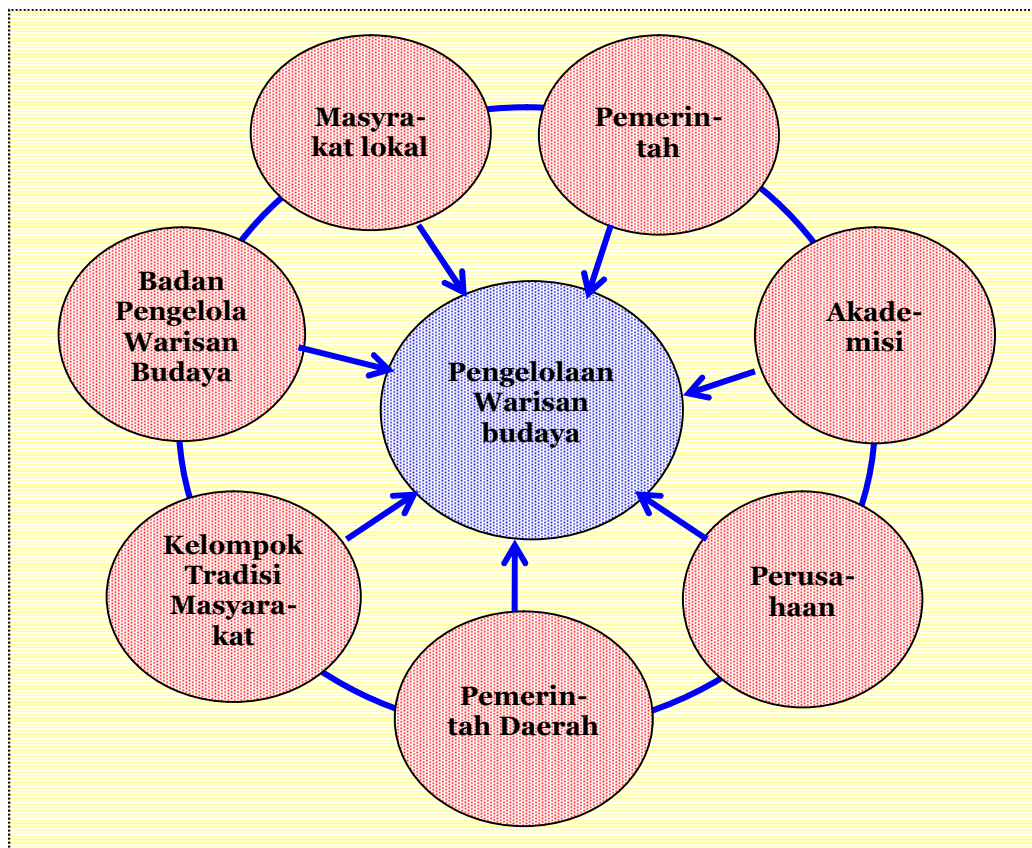 Masyra-
kat lokal
Pemerin-
tah
Badan
Pengelola
Warisan
Budaya
Akade-
misi
Pengelolaan
Warisan
budaya
Kelompok
Tradisi
Masyara-
kat
Perusa-
haan
Pemerin-
tah Daerah